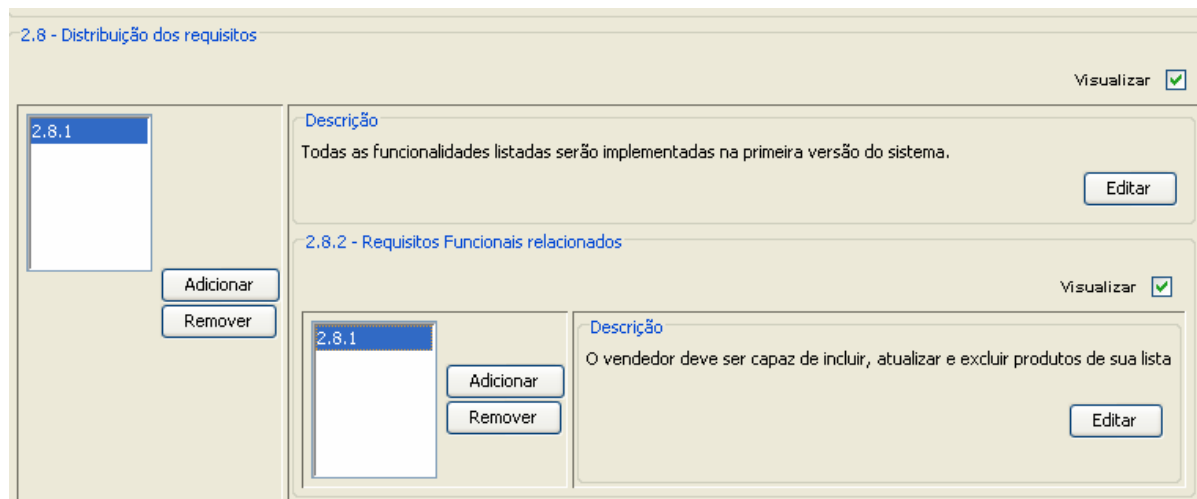 2.8 - Distribuição dos requisitos
Visualizar
2.8.1
Adicionar
Remover
Descrição
Todas as funcionalidades listadas serão implementadas na primeira versão do sistema.
Editar
2.8.2 - Requisitos Funcionais relacionados
Visualizar
2.8.1
Adicionar
Remover
Descrição
O vendedor deve ser capaz de incluir, atualizar e excluir produtos de sua lista
Editar